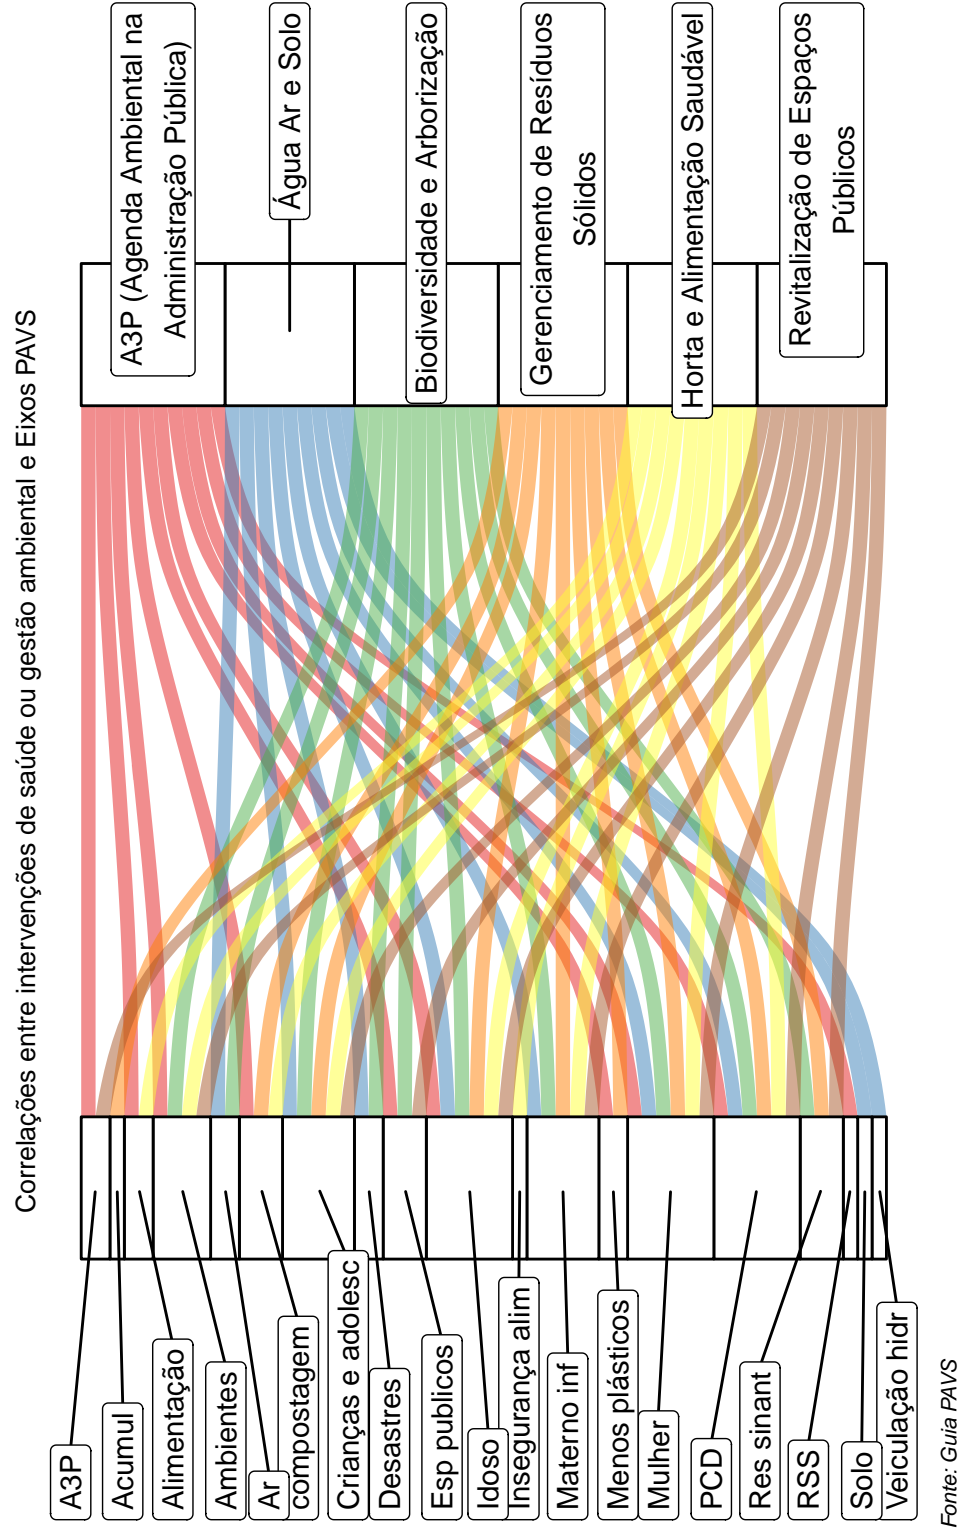 Correlações entre intervenções de saúde ou gestão ambiental e Eixos PAVS
A3P
Acumul
Alimentação
Ambientes
Ar
compostagem
Crianças e adolesc
Desastres
Esp publicos
Idoso
Insegurança alim
Materno inf
Menos plásticos
Mulher
PCD
Res sinant
RSS
Solo
Veiculação hidr
A3P (Agenda Ambiental na
Administração Pública)
Água Ar e Solo
Biodiversidade e Arborização
Gerenciamento de Resíduos
Sólidos
Horta e Alimentação Saudável
Revitalização de Espaços
Públicos
Fonte: Guia PAVS